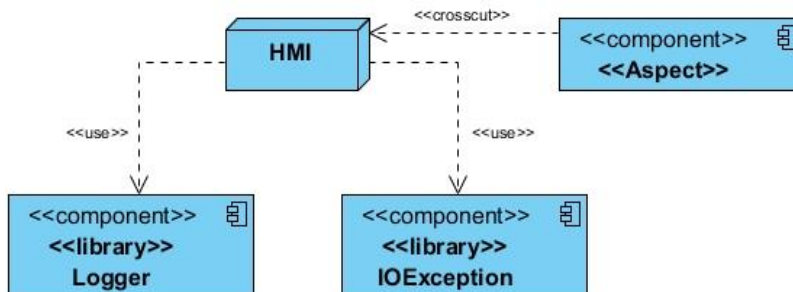 <<crosscut>>
HMI
<<component>>
<<Aspect>>
<<use>>
<<use>>
<<component>>
<<library>>
Logger
<<component>>
<<library>>
IOException